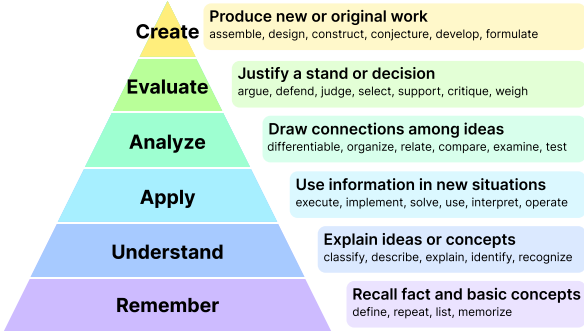 Create
Produce new or original work
assemble, design, construct, conjecture, develop, formulate
Evaluate
Justify a stand or decision
argue, defend, judge, select, support, critique, weigh
Analyze
Draw connections among ideas
differentiable, organize, relate, compare, examine, test
Apply
Use information in new situations
execute, implement, solve, use, interpret, operate
Understand
Explain ideas or concepts
classify, describe, explain, identify, recognize
Remember
Recall fact and basic concepts
define, repeat, list, memorize